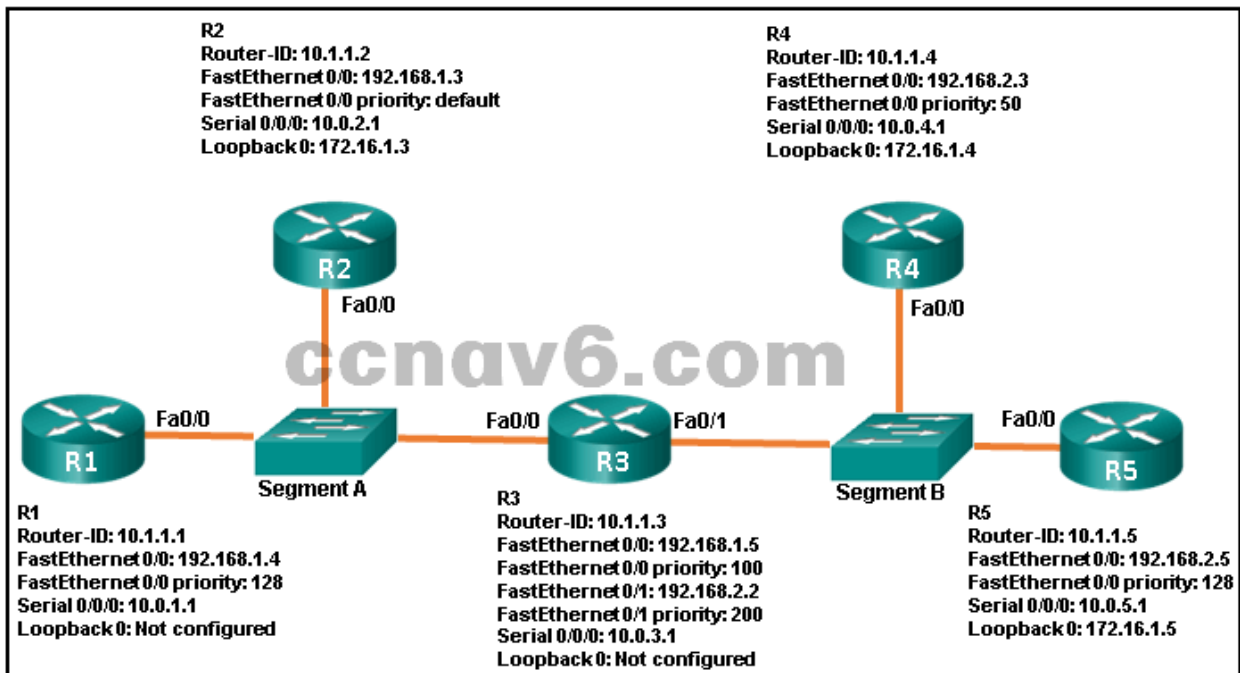 R2
Router-ID: 10.1.1.2
FastEthernet 0/0: 192.168.1.3
FastEthernet 0/0 priority: default
Serial 0/0/0: 10.0.2.1
Loopback 0: 172.16.1.3
R4
Router-ID: 10.1.1.4
FastEthernet 0/0: 192.168.2.3
FastEthernet 0/0 priority: 50
Serial 0/0/0: 10.0.4.1
Loopback 0: 172.16.1.4
R2
Fa0/0
R4
Fa0/0
ccnav6.com
R1
Fa0/0
Segment A
Fa0/0
R3
Fa0/1
Segment B
Fa0/0
R5
R1
Router-ID: 10.1.1.1
FastEthernet 0/0: 192.168.1.4
FastEthernet 0/0 priority: 128
Serial 0/0/0: 10.0.1.1
Loopback 0: Not configured
R3
Router-ID: 10.1.1.3
FastEthernet 0/0: 192.168.1.5
FastEthernet 0/0 priority: 100
FastEthernet 0/1: 192.168.2.2
FastEthernet 0/1 priority: 200
Serial 0/0/0: 10.0.3.1
Loopback 0: Not configured
R5
Router-ID: 10.1.1.5
FastEthernet 0/0: 192.168.2.5
FastEthernet 0/0 priority: 128
Serial 0/0/0: 10.0.5.1
Loopback 0: 172.16.1.5